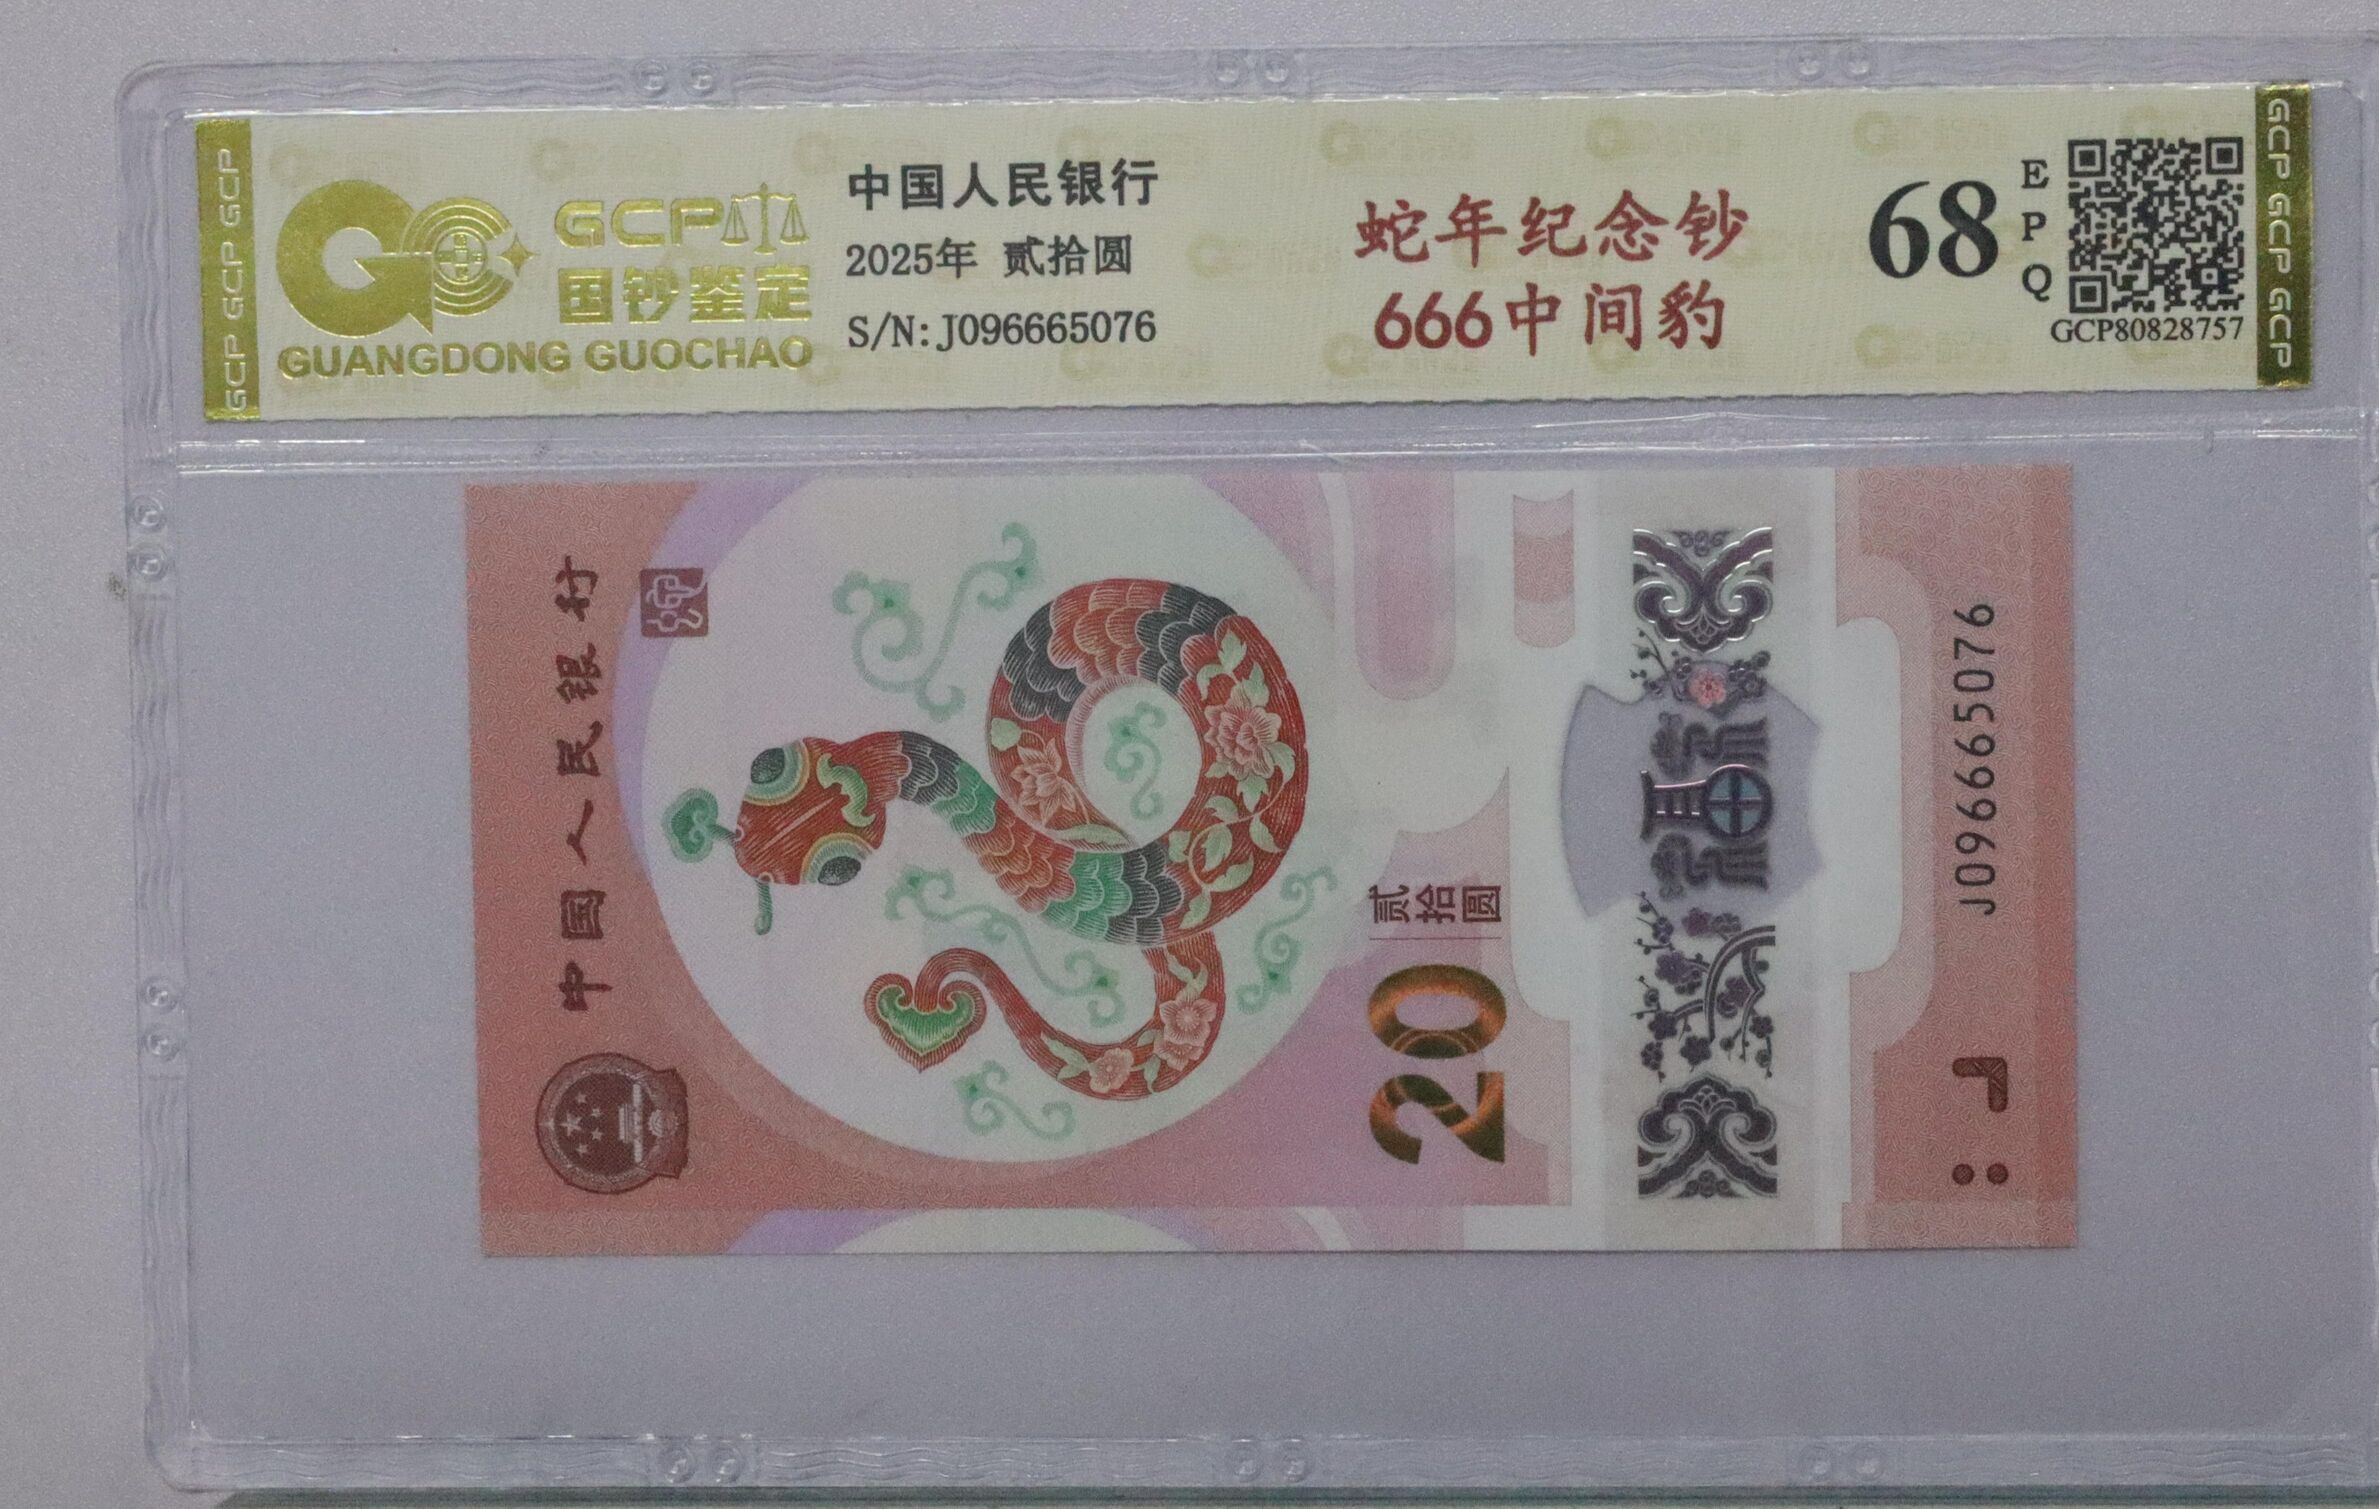 GCP GCP GCP
GCP
国钞鉴定
GUANGDONG GUOCHAO
中国人民银行
2025年 贰拾圆
S/N:J096665076
蛇年纪念钞
666中间豹
68
EPQ
GCP80828757
GCP GCP GCP
中国人民银行
20
贰拾圆
J096665076